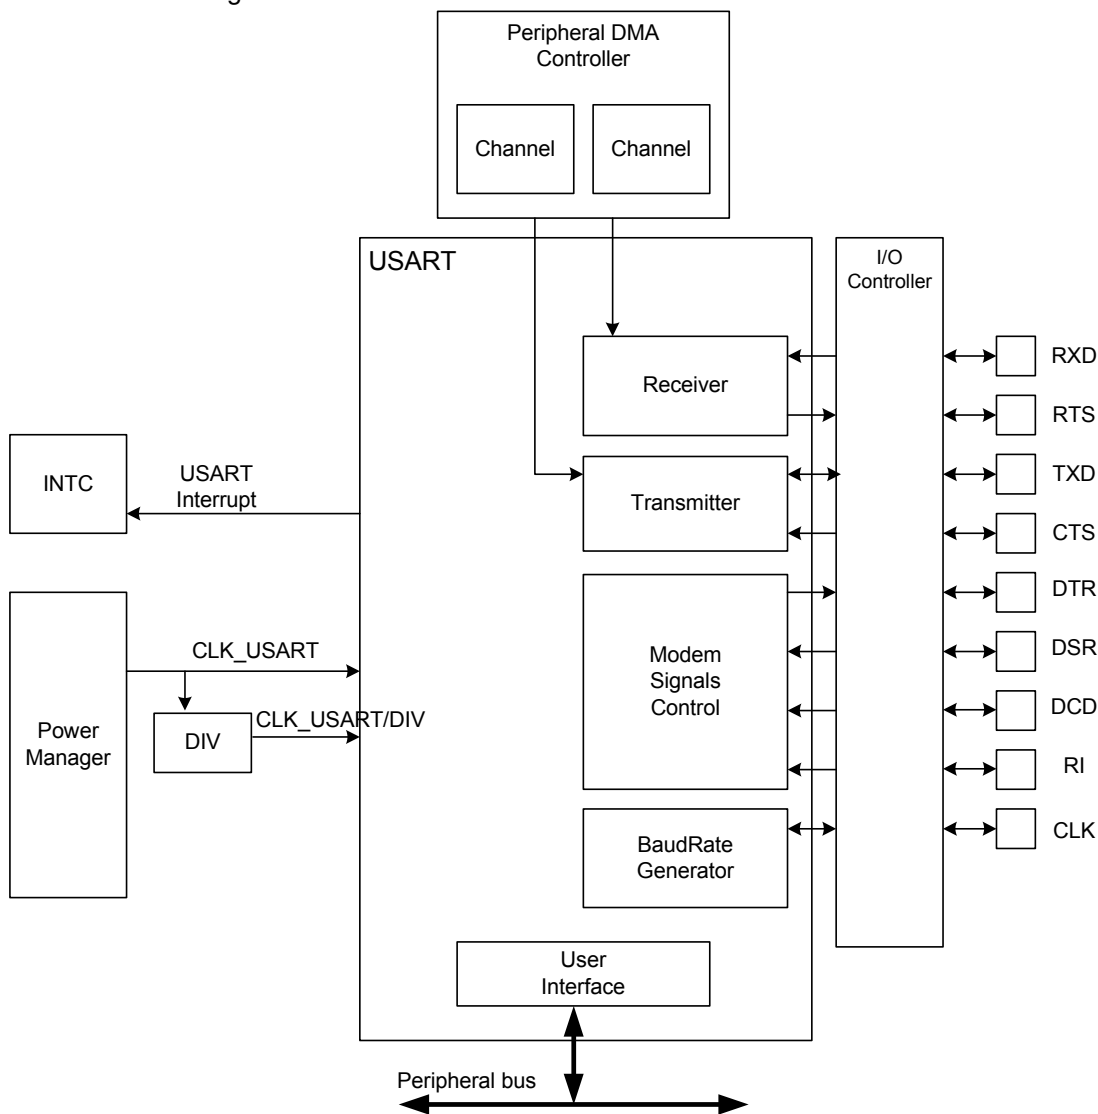 Peripheral DMA
Controller
Channel
Channel
USART
I/O
Controller
Receiver
RXD
RTS
INTC
USART
Interrupt
Transmitter
TXD
CTS
DTR
CLK_USART
Modem
Signals
Control
DSR
Power
Manager
DIV
CLK_USART/DIV
DCD
RI
BaudRate
Generator
CLK
User
Interface
Peripheral bus